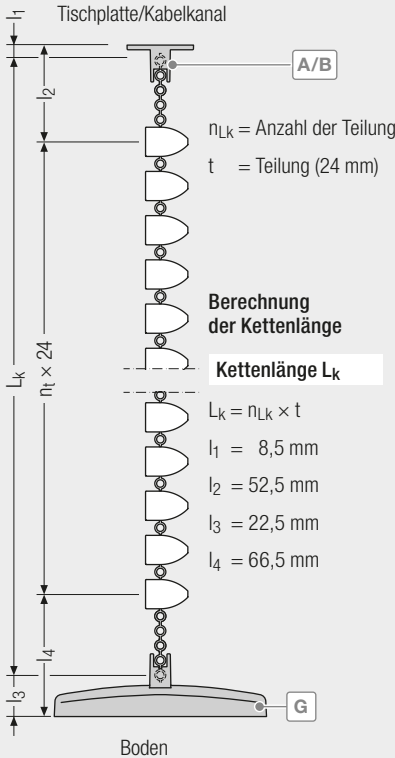 Tischplatte/Kabelkanal
l1
A/B
l2
nLk = Anzahl der Teilung
t = Teilung (24 mm)
Berechnung
der Kettenlänge
Kettenlänge Lk
Lk
nt × 24
Lk = nLk × t
l1 = 8,5 mm
l2 = 52,5 mm
l3 = 22,5 mm
l4 = 66,5 mm
l4
l3
G
Boden